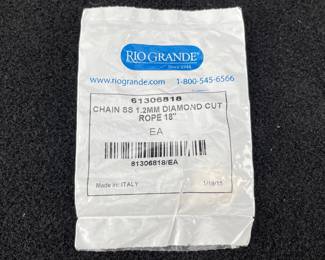 RIO GRANDE
Since 1944
www.riogrande.com 1-800-545-6566
61306818
CHAIN SS 1.2MM DIAMOND CUT
ROPE 18"
EA
61306818/EA
Made in: ITALY